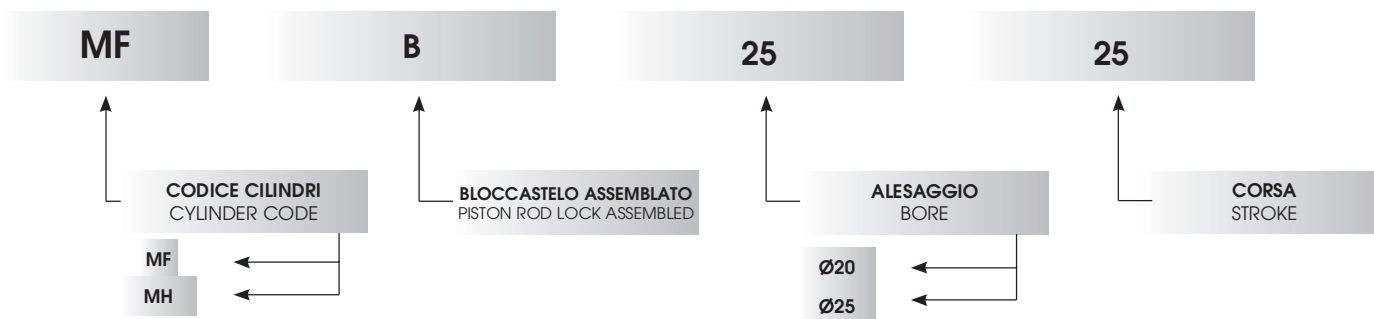 MF
B
25
25
CODICE CILINDRI
CYLINDER CODE
BLOCCASTELO ASSEMBLATO
PISTON ROD LOCK ASSEMBLED
ALESAGGIO
BORE
CORSA
STROKE
MF
MH
Ø20
Ø25